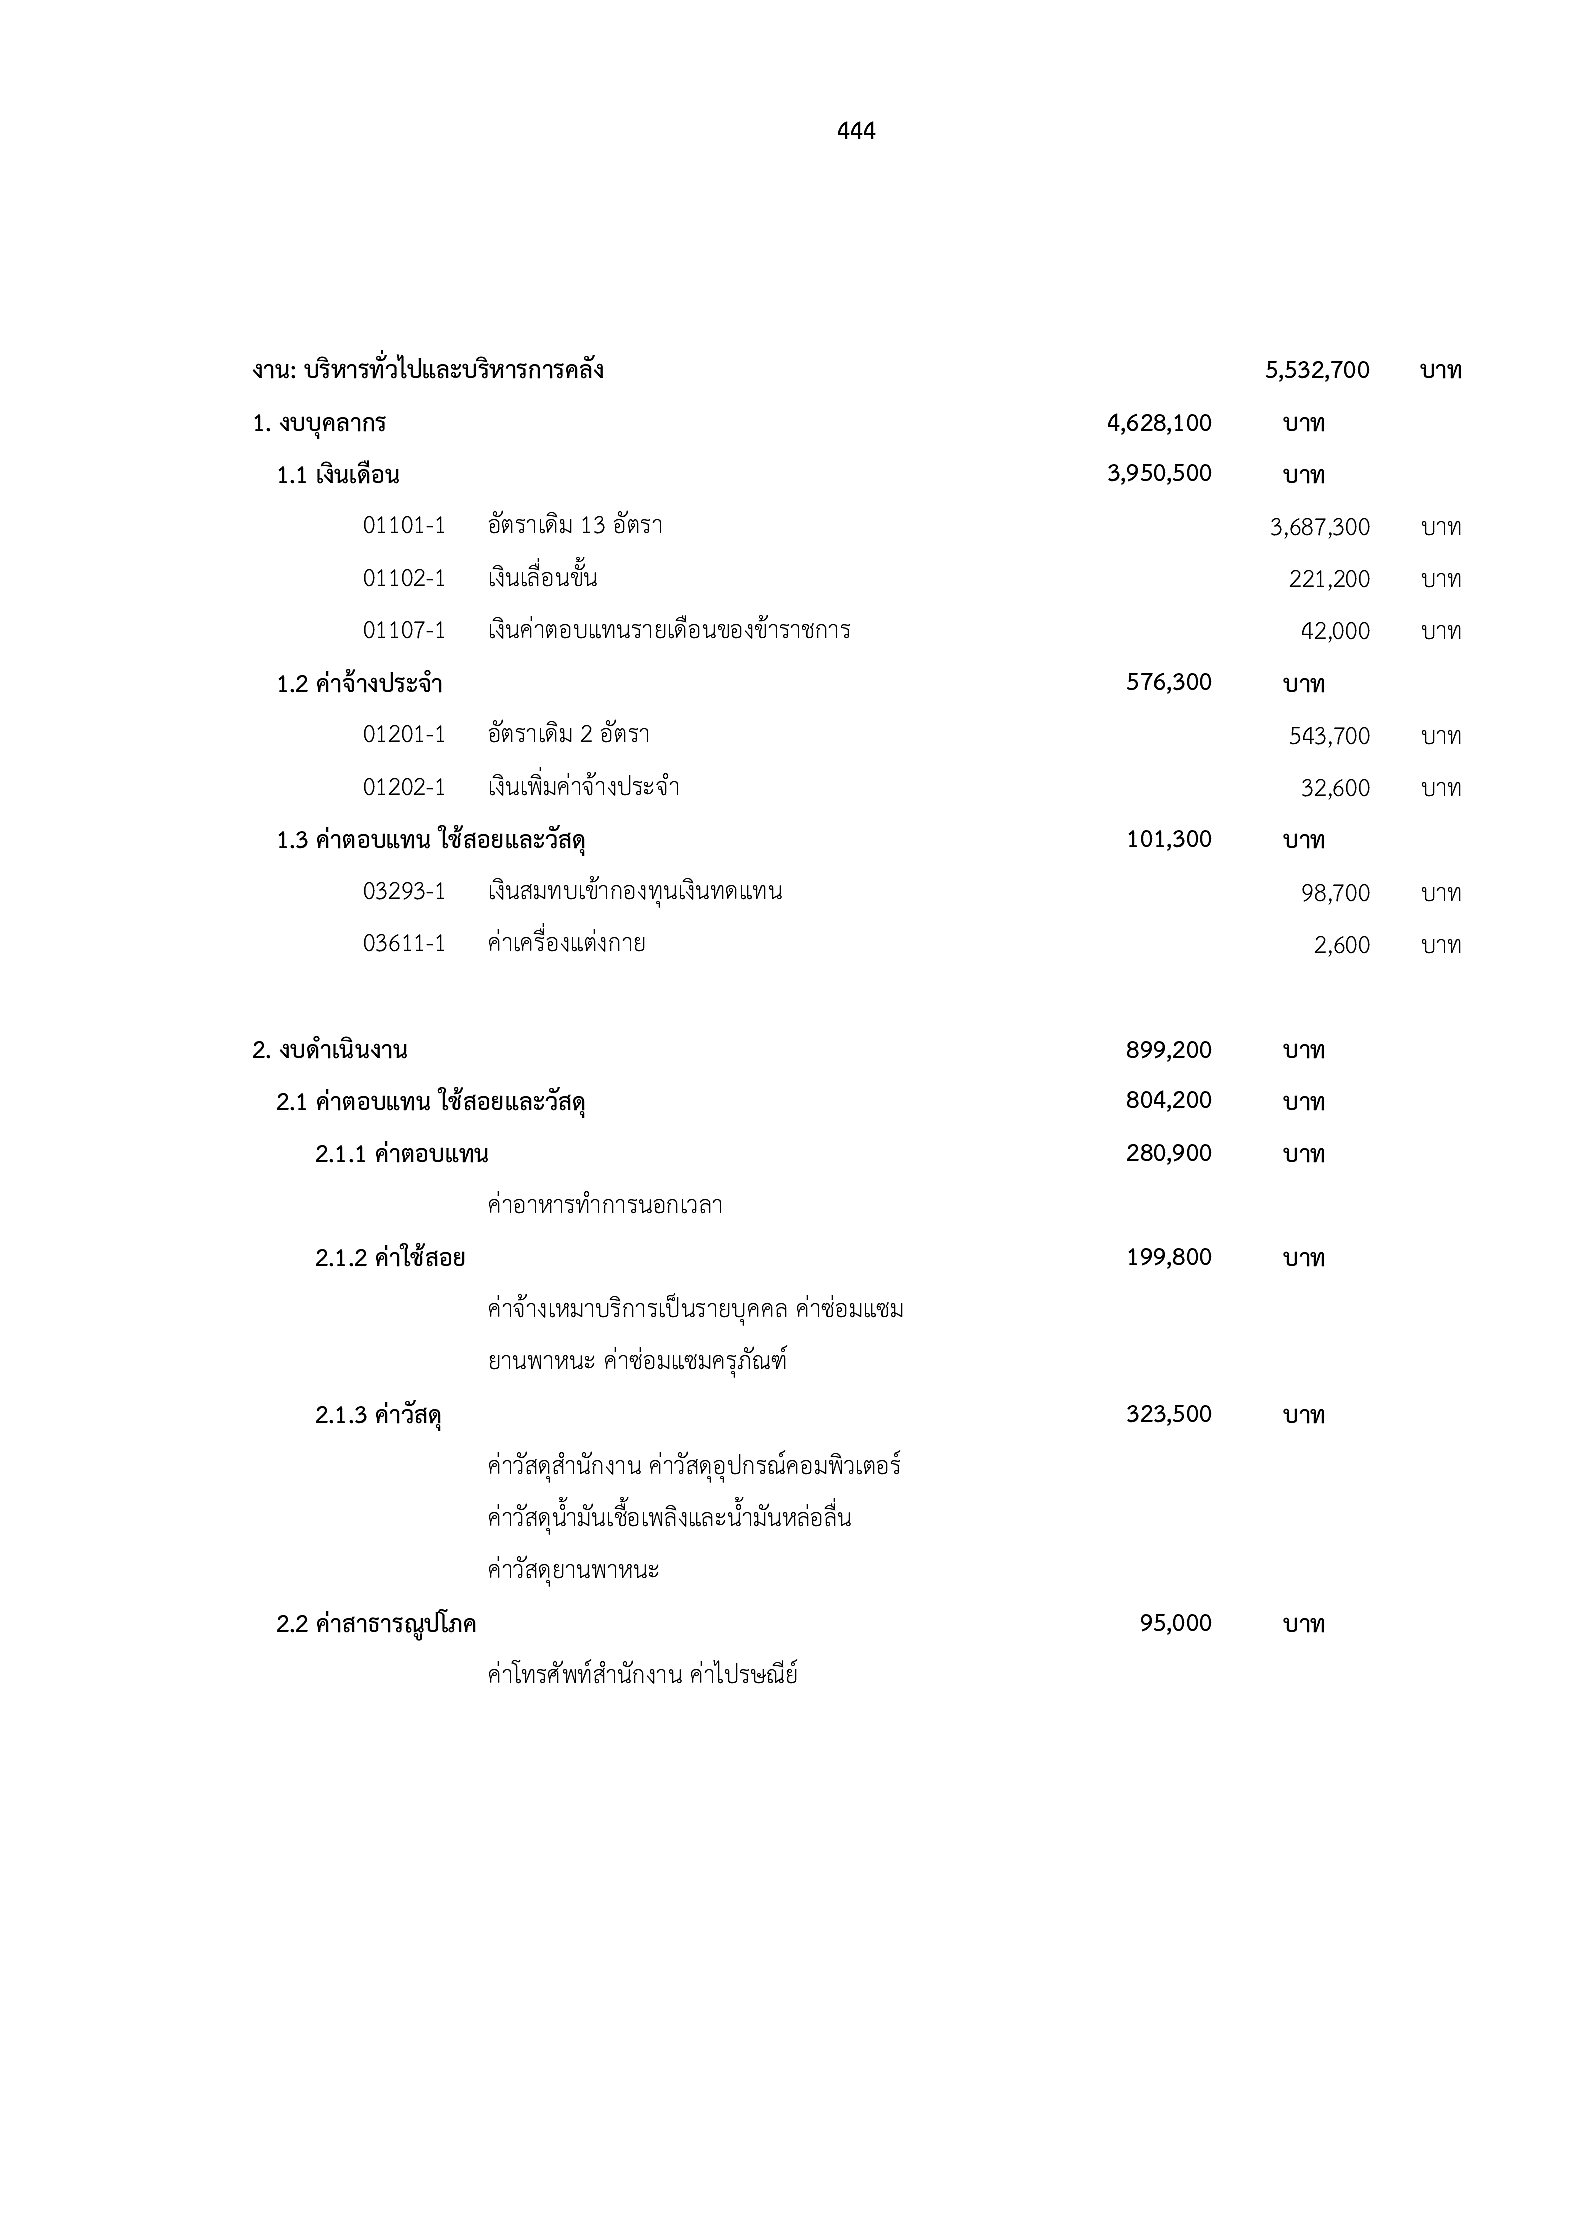 444
งาน: บริหารทั่วไปและบริหารการคลัง 5,532,700 บาท
1. งบบุคลากร 4,628,100 บาท
1.1 เงินเดือน 3,950,500 บาท
01101-1 อัตราเดิม 13 อัตรา 3,687,300 บาท
01102-1 เงินเลื่อนขั้น 221,200 บาท
01107-1 เงินค่าตอบแทนรายเดือนของข้าราชการ 42,000 บาท
1.2 ค่าจ้างประจำ 576,300 บาท
01201-1 อัตราเดิม 2 อัตรา 543,700 บาท
01202-1 เงินเพิ่มค่าจ้างประจำ 32,600 บาท
1.3 ค่าตอบแทน ใช้สอยและวัสดุ 101,300 บาท
03293-1 เงินสมทบเข้ากองทุนเงินทดแทน 98,700 บาท
03611-1 ค่าเครื่องแต่งกาย 2,600 บาท
2. งบดำเนินงาน 899,200 บาท
2.1 ค่าตอบแทน ใช้สอยและวัสดุ 804,200 บาท
2.1.1 ค่าตอบแทน 280,900 บาท
ค่าอาหารทำการนอกเวลา
2.1.2 ค่าใช้สอย 199,800 บาท
ค่าจ้างเหมาบริการเป็นรายบุคคล ค่าซ่อมแซม
ยานพาหนะ ค่าซ่อมแซมครุภัณฑ์
2.1.3 ค่าวัสดุ 323,500 บาท
ค่าวัสดุสำนักงาน ค่าวัสดุอุปกรณ์คอมพิวเตอร์
ค่าวัสดุน้ำมันเชื้อเพลิงและน้ำมันหล่อลื่น
ค่าวัสดุยานพาหนะ
2.2 ค่าสาธารณูปโภค 95,000 บาท
ค่าโทรศัพท์สำนักงาน ค่าไปรษณีย์